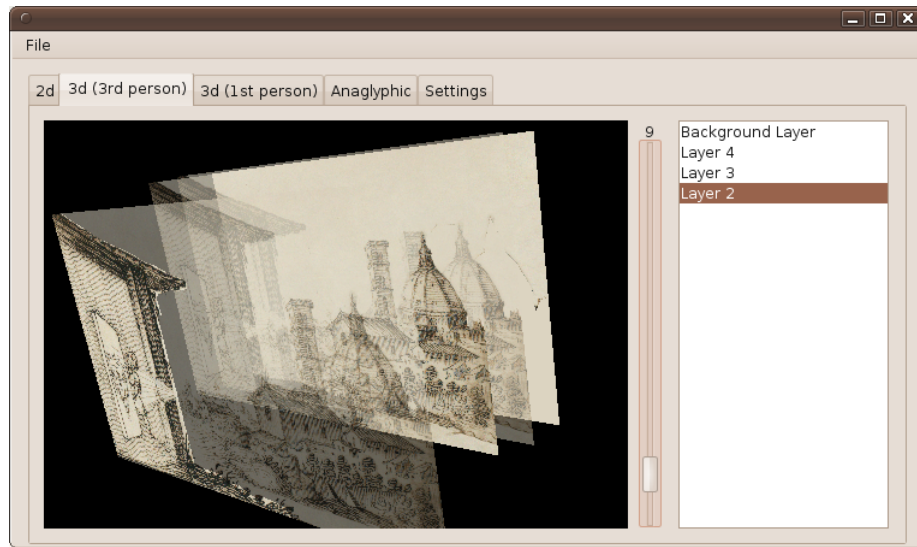 File
2d 3d (3rd person) 3d (1st person) Anaglyphic Settings
9
Background Layer
Layer 4
Layer 3
Layer 2